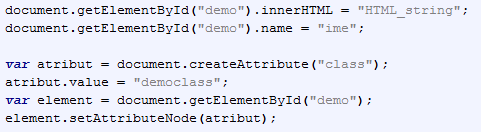 document.getElementById("demo").innerHTML = "HTML_string";
document.getElementById("demo").name = "ime";
var atribut = document.createAttribute("class");
atribut.value = "democlass";
var element = document.getElementById("demo");
element.setAttributeNode(atribut);